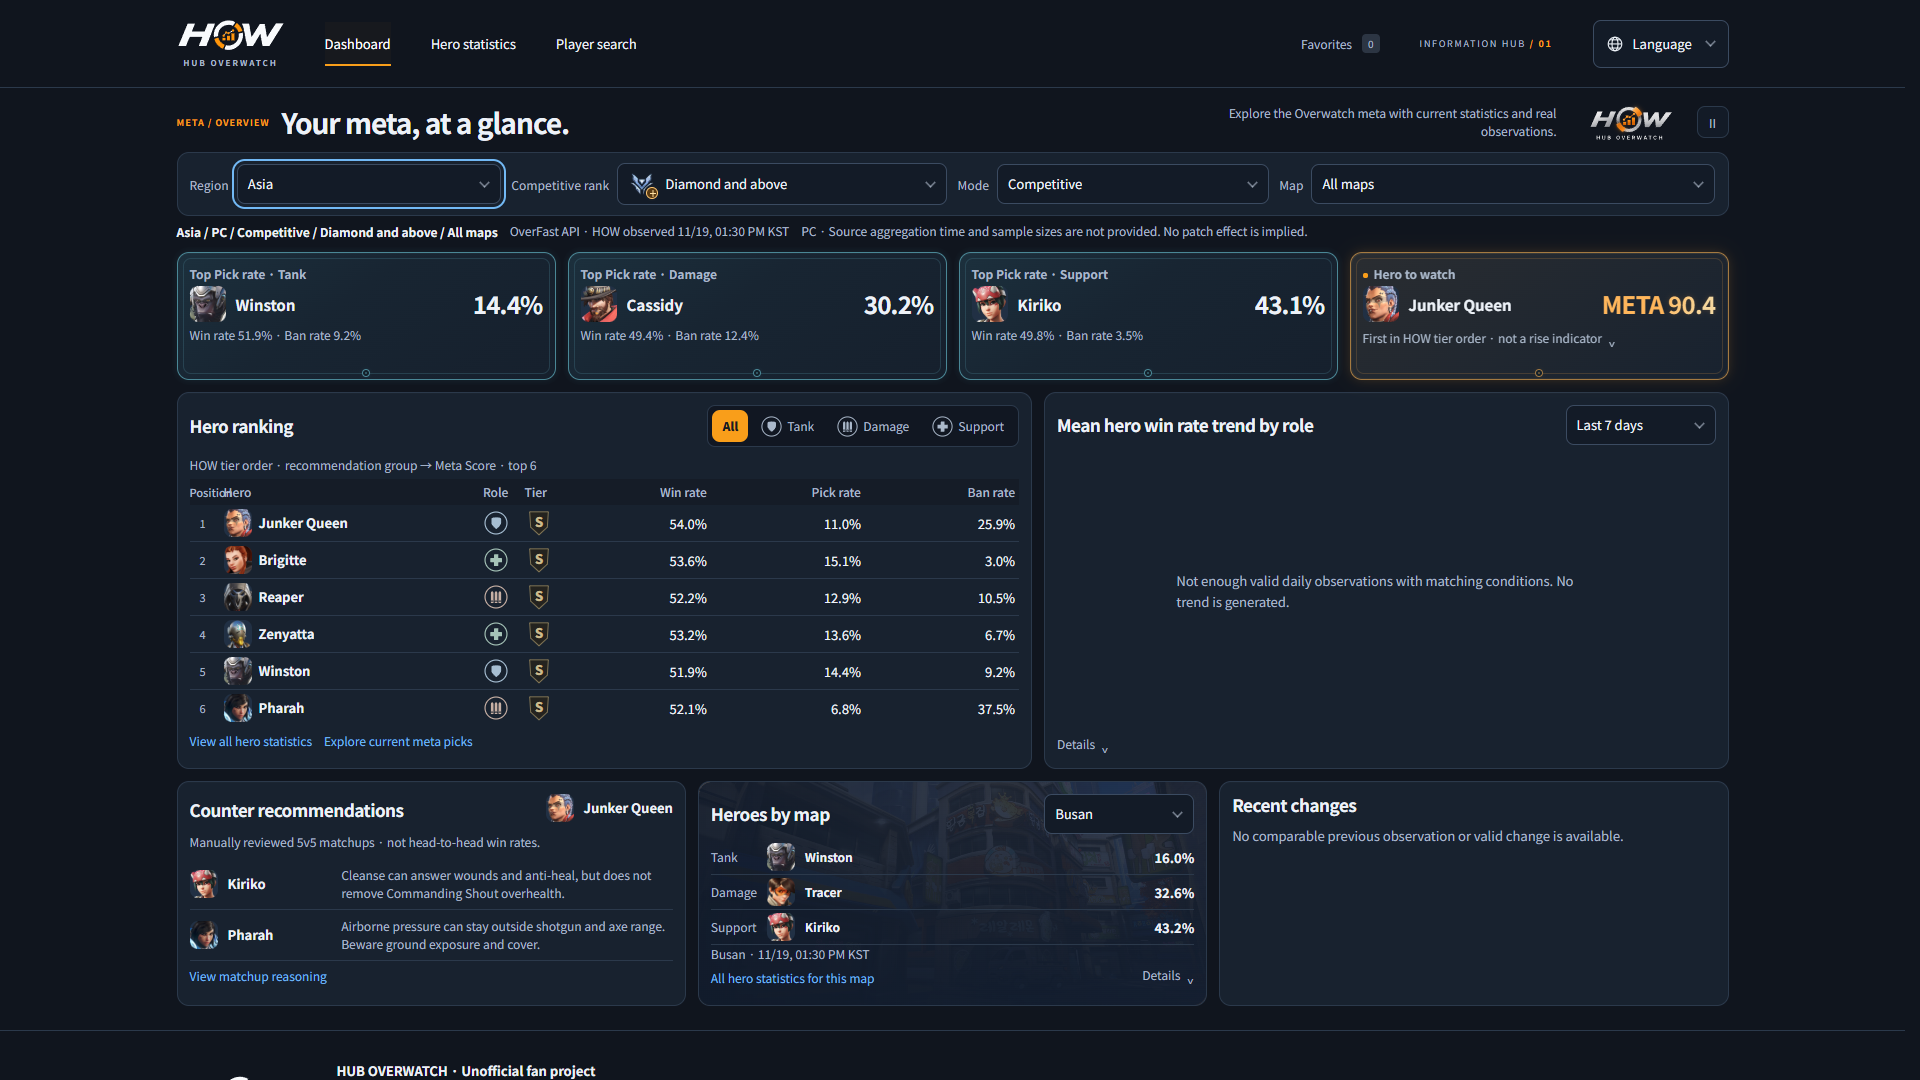 HOW
HUB OVERWATCH
Dashboard
Hero statistics
Player search
Favorites 0
INFORMATION HUB / 01
Language
META / OVERVIEW
Your meta, at a glance.
Explore the Overwatch meta with current statistics and real
observations.
HOW
HUB OVERWATCH
Region
Asia
Competitive rank
Diamond and above
Mode
Competitive
Map
All maps
Asia / PC / Competitive / Diamond and above / All maps
OverFast API · HOW observed 11/19, 01:30 PM KST
PC · Source aggregation time and sample sizes are not provided. No patch effect is implied.
Top Pick rate · Tank
Winston
14.4%
Win rate 51.9% · Ban rate 9.2%
Top Pick rate · Damage
Cassidy
30.2%
Win rate 49.4% · Ban rate 12.4%
Top Pick rate · Support
Kiriko
43.1%
Win rate 49.8% · Ban rate 3.5%
Hero to watch
Junker Queen
META 90.4
First in HOW tier order · not a rise indicator
Hero ranking
All
Tank
Damage
Support
HOW tier order · recommendation group → Meta Score · top 6
Position Hero Role Tier Win rate Pick rate Ban rate
1 Junker Queen S 54.0% 11.0% 25.9%
2 Brigitte S 53.6% 15.1% 3.0%
3 Reaper S 52.2% 12.9% 10.5%
4 Zenyatta S 53.2% 13.6% 6.7%
5 Winston S 51.9% 14.4% 9.2%
6 Pharah S 52.1% 6.8% 37.5%
View all hero statistics
Explore current meta picks
Mean hero win rate trend by role
Last 7 days
Not enough valid daily observations with matching conditions. No
trend is generated.
Details
Counter recommendations
Junker Queen
Manually reviewed 5v5 matchups · not head-to-head win rates.
Kiriko
Cleanse can answer wounds and anti-heal, but does not
remove Commanding Shout overhealth.
Pharah
Airborne pressure can stay outside shotgun and axe range.
Beware ground exposure and cover.
View matchup reasoning
Heroes by map
Busan
Tank Winston 16.0%
Damage Tracer 32.6%
Support Kiriko 43.2%
Busan · 11/19, 01:30 PM KST
All hero statistics for this map
Details
Recent changes
No comparable previous observation or valid change is available.
HUB OVERWATCH · Unofficial fan project